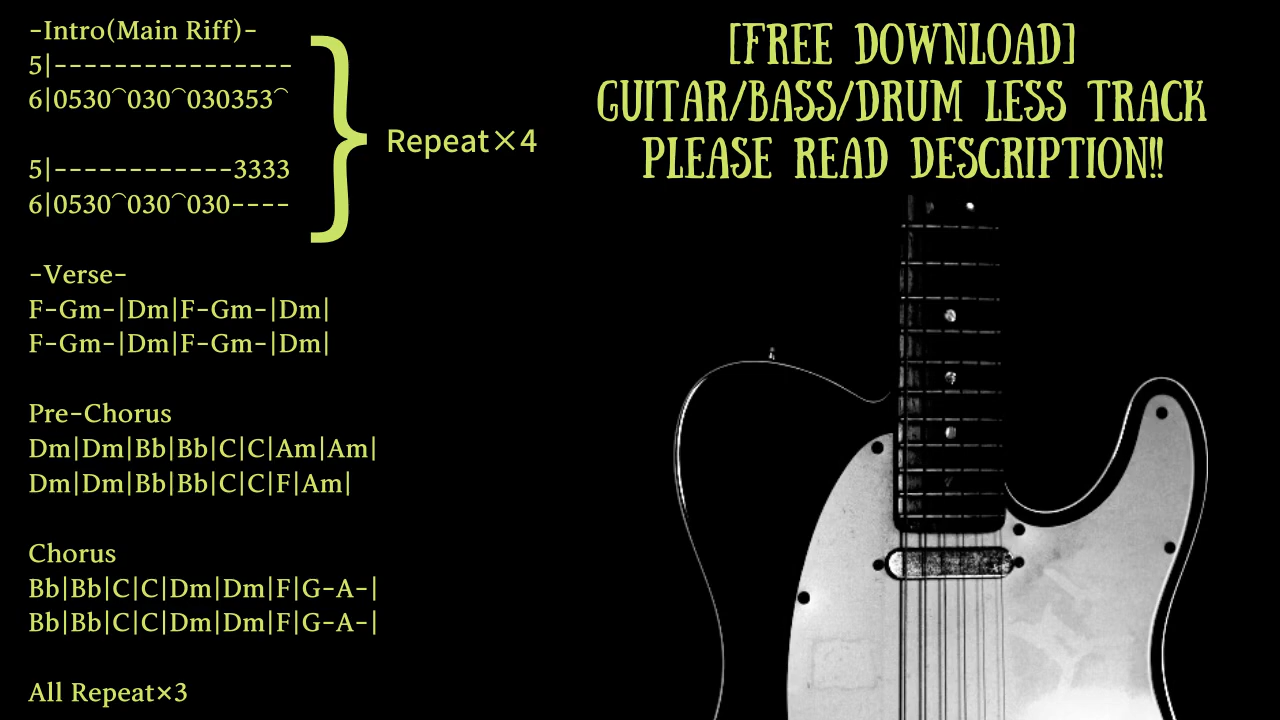 -Intro(Main Riff)-
5|----------------
6|0530⌒030⌒030353⌒
5|------------3333
6|0530⌒030⌒030----
Repeat×4
-Verse-
F-Gm-|Dm|F-Gm-|Dm|
F-Gm-|Dm|F-Gm-|Dm|
Pre-Chorus
Dm|Dm|Bb|Bb|C|C|Am|Am|
Dm|Dm|Bb|Bb|C|C|F|Am|
Chorus
Bb|Bb|C|C|Dm|Dm|F|G-A-|
Bb|Bb|C|C|Dm|Dm|F|G-A-|
All Repeat×3
[FREE DOWNLOAD]
GUITAR/BASS/DRUM LESS TRACK
PLEASE READ DESCRIPTION!!